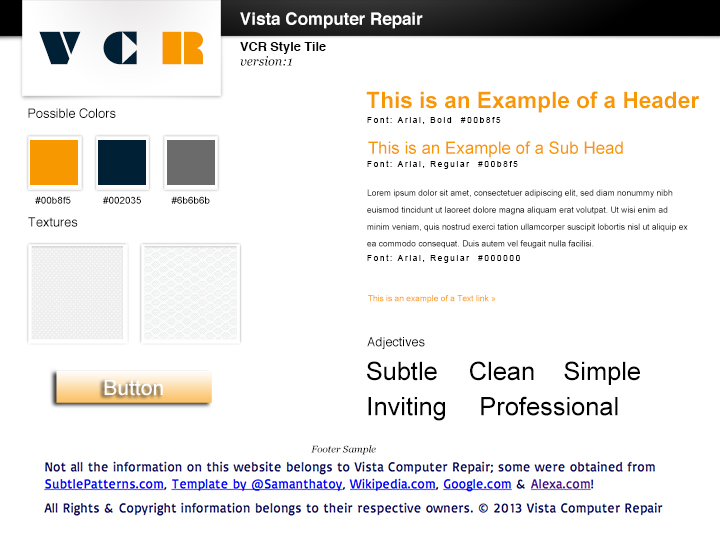 Vista Computer Repair
VCR
VCR Style Tile
version:1
Possible Colors
#00b8f5 #002035 #6b6b6b
Textures
Button
This is an Example of a Header
Font: Arial, Bold #00b8f5
This is an Example of a Sub Head
Font: Arial, Regular #00b8f5
Lorem ipsum dolor sit amet, consectetuer adipiscing elit, sed diam nonummy nibh
euismod tincidunt ut laoreet dolore magna aliquam erat volutpat. Ut wisi enim ad
minim veniam, quis nostrud exerci tation ullamcorper suscipit lobortis nisl ut aliquip ex
ea commodo consequat. Duis autem vel feugait nulla facilisi.
Font: Arial, Regular #000000
This is an example of a Text link »
Adjectives
Subtle Clean Simple
Inviting Professional
Footer Sample
Not all the information on this website belongs to Vista Computer Repair; some were obtained from
SubtlePatterns.com, Template by @Samanthatoy, Wikipedia.com, Google.com & Alexa.com!
All Rights & Copyright information belongs to their respective owners. © 2013 Vista Computer Repair